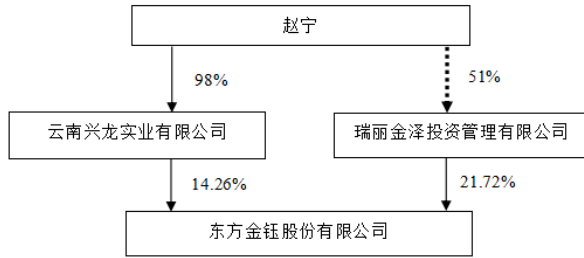 赵宁
98%
51%
云南兴龙实业有限公司
瑞丽金泽投资管理有限公司
14.26%
21.72%
东方金钰股份有限公司